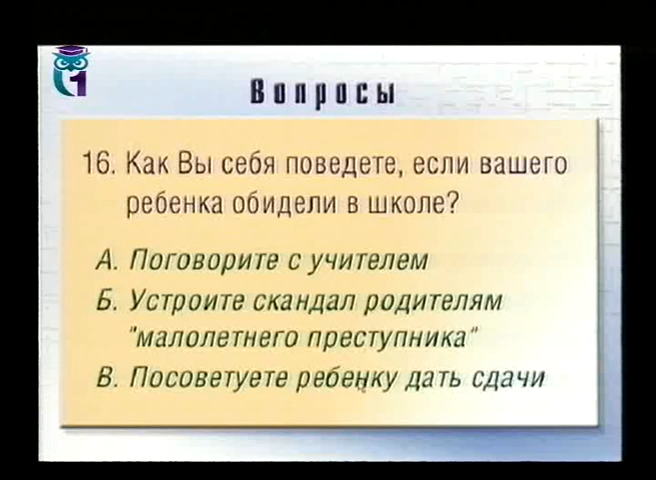 1
Вопросы
16. Как Вы себя поведете, если вашего
ребенка обидели в школе?
А. Поговорите с учителем
Б. Устроите скандал родителям
"малолетнего преступника"
В. Посоветуете ребенку дать сдачи